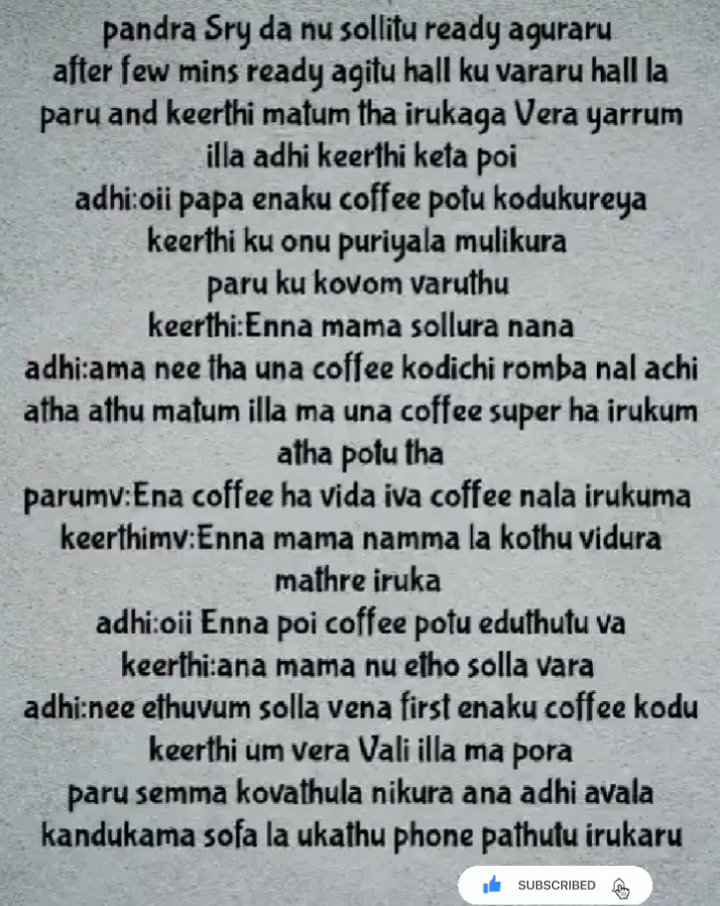 pandra Sry da nu sollitu ready aguraru
after few mins ready agitu hall ku vararu hall la
paru and keerthi matum tha irukaga Vera yarrum
illa adhi keerthi keta poi
adhi:oii papa enaku coffee potu kodukureya
keerthi ku onu puriyala mulikura
paru ku kovom varuthu
keerthi:Enna mama sollura nana
adhi:ama nee tha una coffee kodichi romba nal achi
atha athu matum illa ma una coffee super ha irukum
atha potu tha
parumv:Ena coffee ha vida iva coffee nala irukuma
keerthimv:Enna mama namma la kothu vidura
mathre iruka
adhi:oii Enna poi coffee potu eduthutu va
keerthi:ana mama nu etho solla vara
adhi:nee ethuvum solla vena first enaku coffee kodu
keerthi um vera Vali illa ma pora
paru semma kovathula nikura ana adhi avala
kandukama sofa la ukathu phone pathutu irukaru
SUBSCRIBED